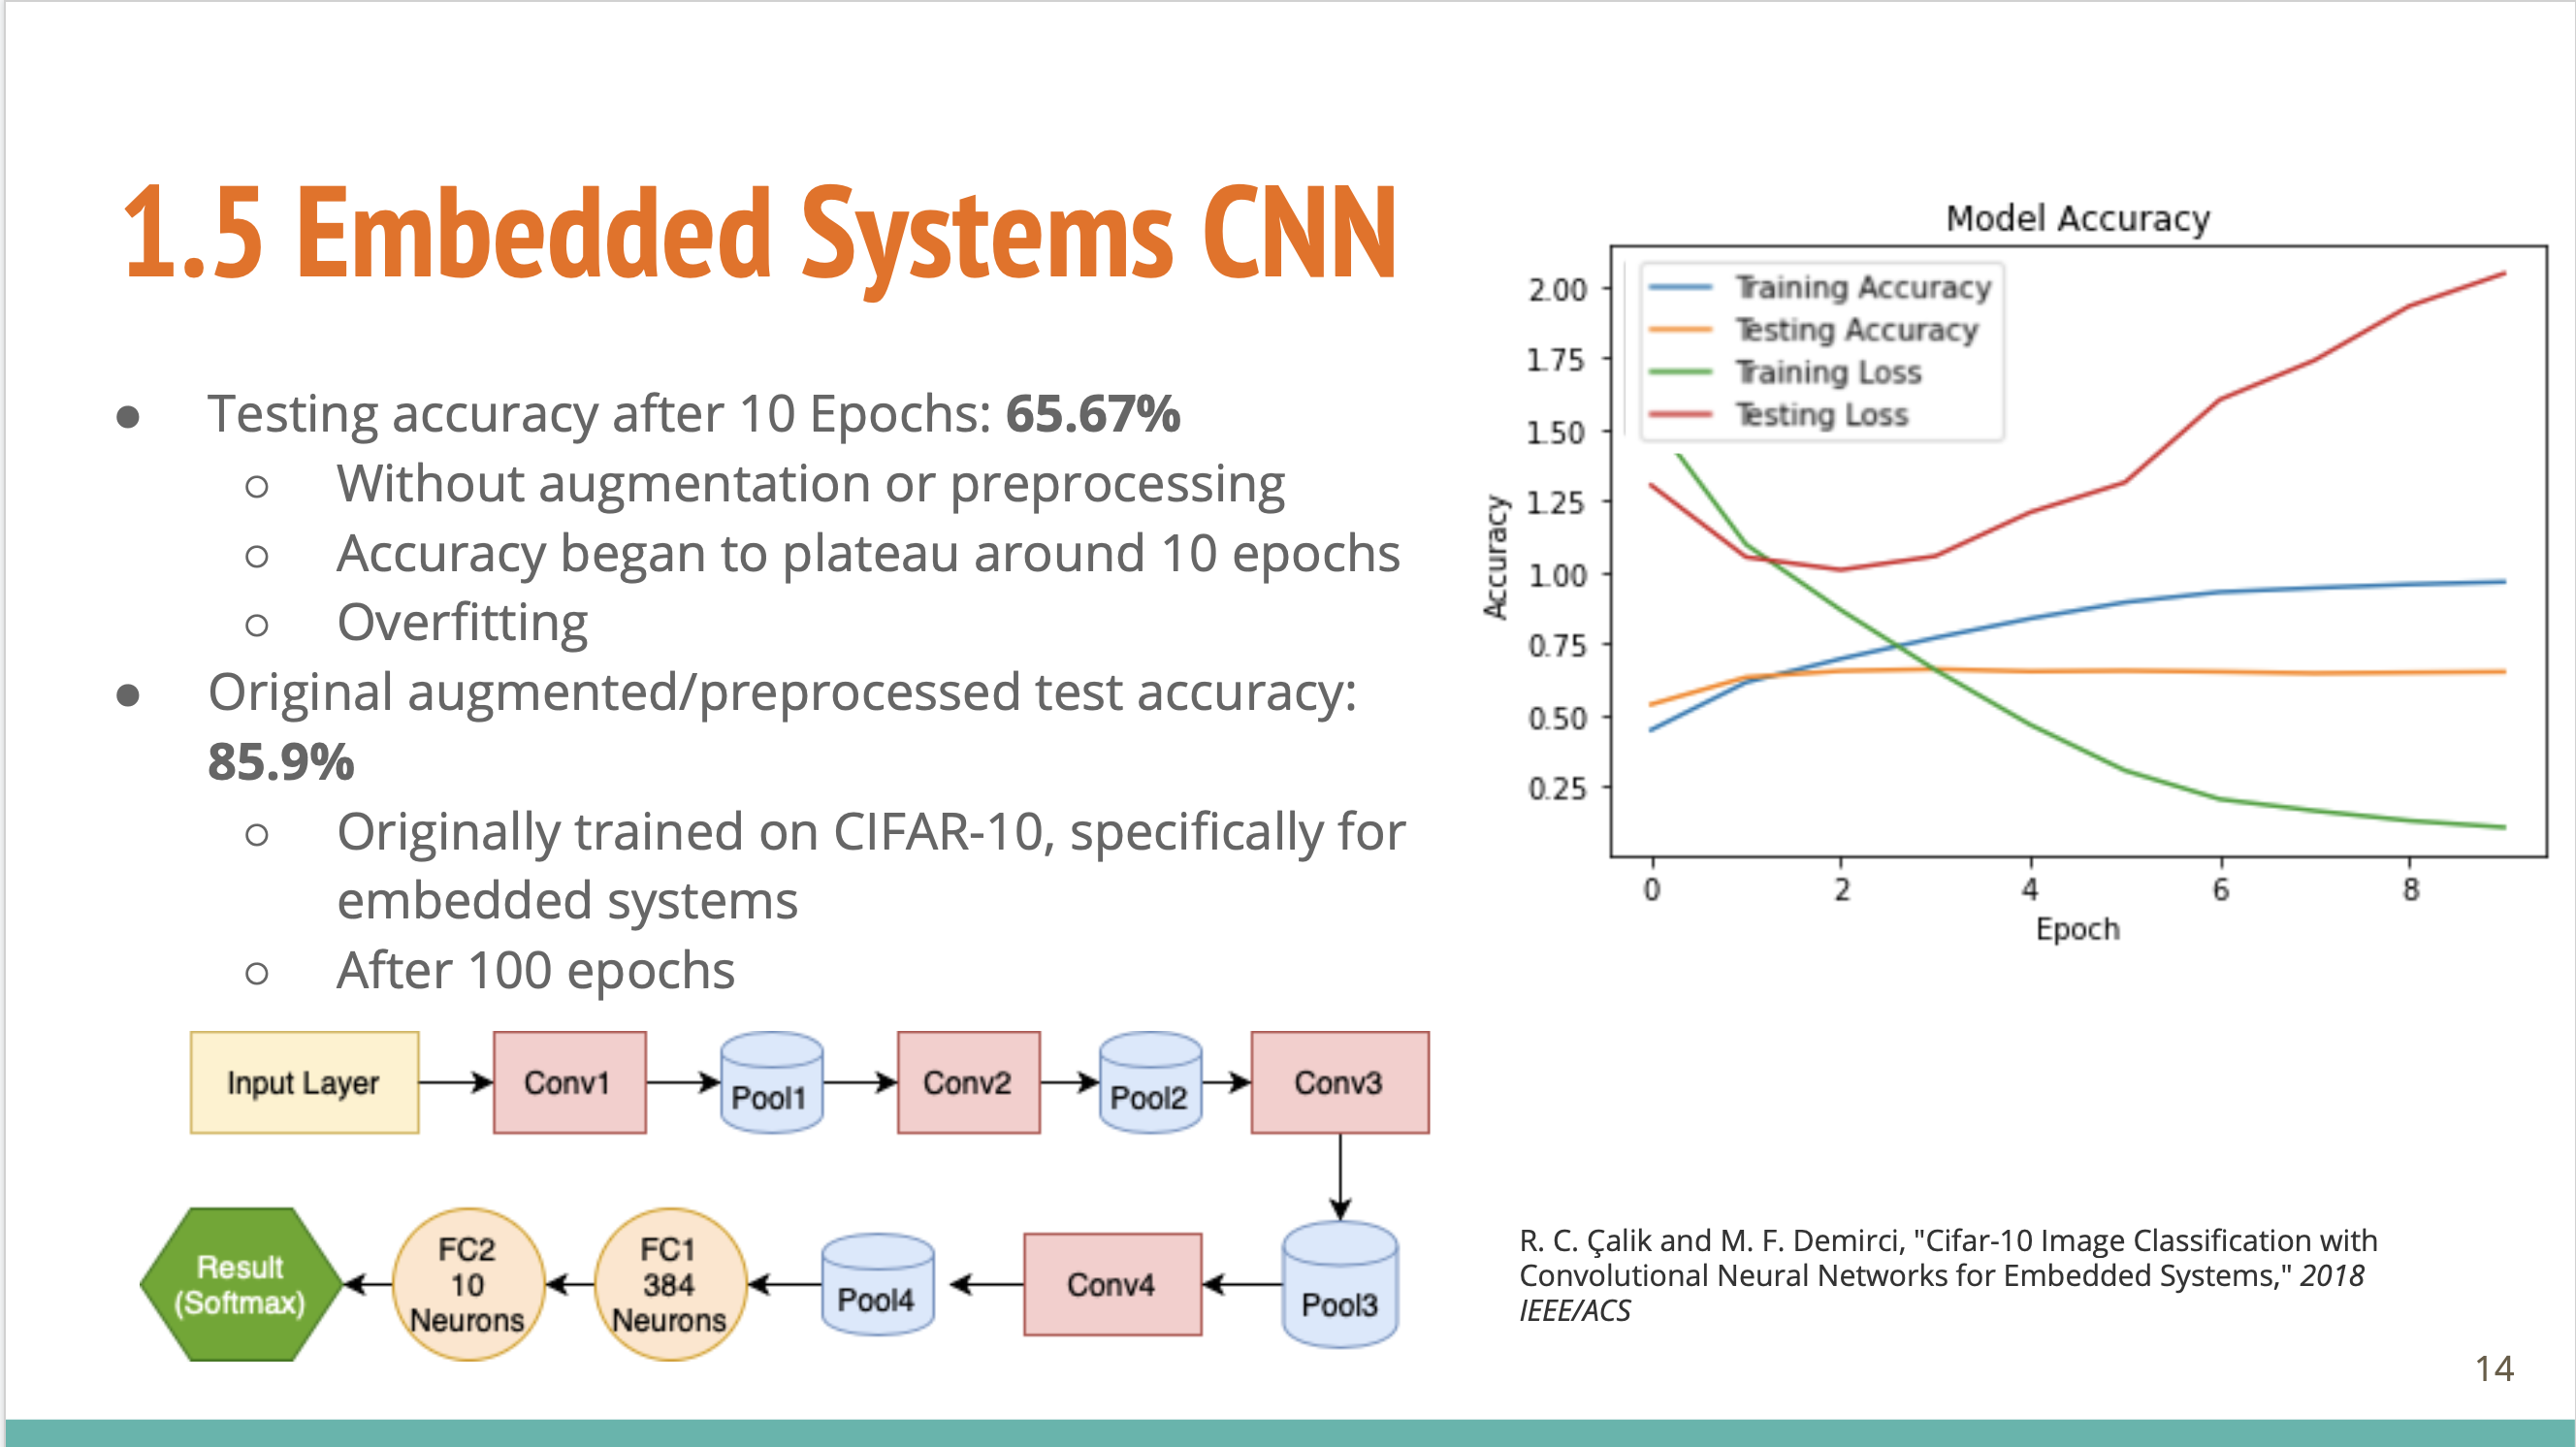 1.5 Embedded Systems CNN
● Testing accuracy after 10 Epochs: 65.67%
○ Without augmentation or preprocessing
○ Accuracy began to plateau around 10 epochs
○ Overfitting
● Original augmented/preprocessed test accuracy:
85.9%
○ Originally trained on CIFAR-10, specifically for
embedded systems
○ After 100 epochs
Model Accuracy
Training Accuracy
Testing Accuracy
Training Loss
Testing Loss
Accuracy
2.00
1.75
1.50
1.25
1.00
0.75
0.50
0.25
0 2 4 6 8
Epoch
Input Layer
Conv1
Pool1
Conv2
Pool2
Conv3
Pool3
Conv4
Pool4
FC1
384
Neurons
FC2
10
Neurons
Result
(Softmax)
R. C. Çalik and M. F. Demirci, "Cifar-10 Image Classification with
Convolutional Neural Networks for Embedded Systems," 2018
IEEE/ACS
14